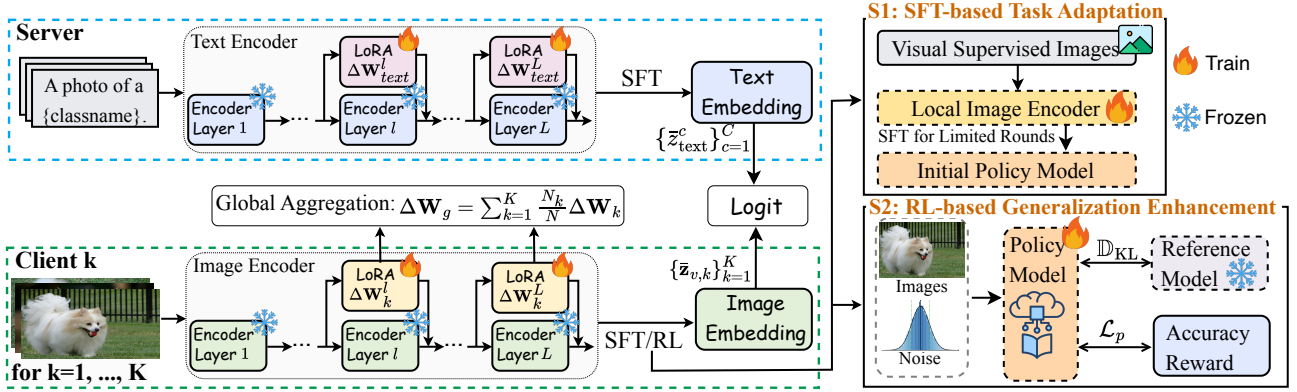 Server
A photo of a
{classname}.
Text Encoder
Encoder
Layer 1
...
LoRA
ΔW^l_text
Encoder
Layer l
...
LoRA
ΔW^L_text
Encoder
Layer L
SFT
Text
Embedding
{z̄^c_text}^C_{c=1}
Global Aggregation: ΔW_g = ∑^K_{k=1} N_k/N ΔW_k
Logit
Client k
for k=1, ..., K
Image Encoder
Encoder
Layer 1
...
LoRA
ΔW^l_k
Encoder
Layer l
...
LoRA
ΔW^L_k
Encoder
Layer L
SFT/RL
{z̄_{v,k}}^K_{k=1}
Image
Embedding
S1: SFT-based Task Adaptation
Visual Supervised Images
Local Image Encoder
SFT for Limited Rounds
Initial Policy Model
Train
Frozen
S2: RL-based Generalization Enhancement
Images
Noise
Policy
Model
𝔻_KL
Reference
Model
ℒ_p
Accuracy
Reward